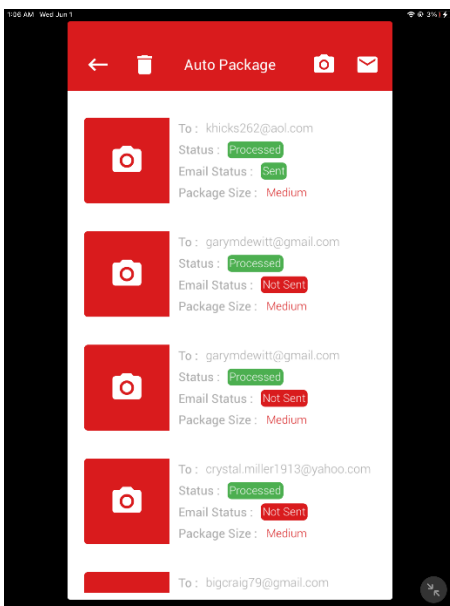 1:06 AM Wed Jun 1
3%
Auto Package
To : khicks262@aol.com
Status : Processed
Email Status : Sent
Package Size : Medium
To : garymdewitt@gmail.com
Status : Processed
Email Status : Not Sent
Package Size : Medium
To : garymdewitt@gmail.com
Status : Processed
Email Status : Not Sent
Package Size : Medium
To : crystal.miller1913@yahoo.com
Status : Processed
Email Status : Not Sent
Package Size : Medium
To : bigcraig79@gmail.com